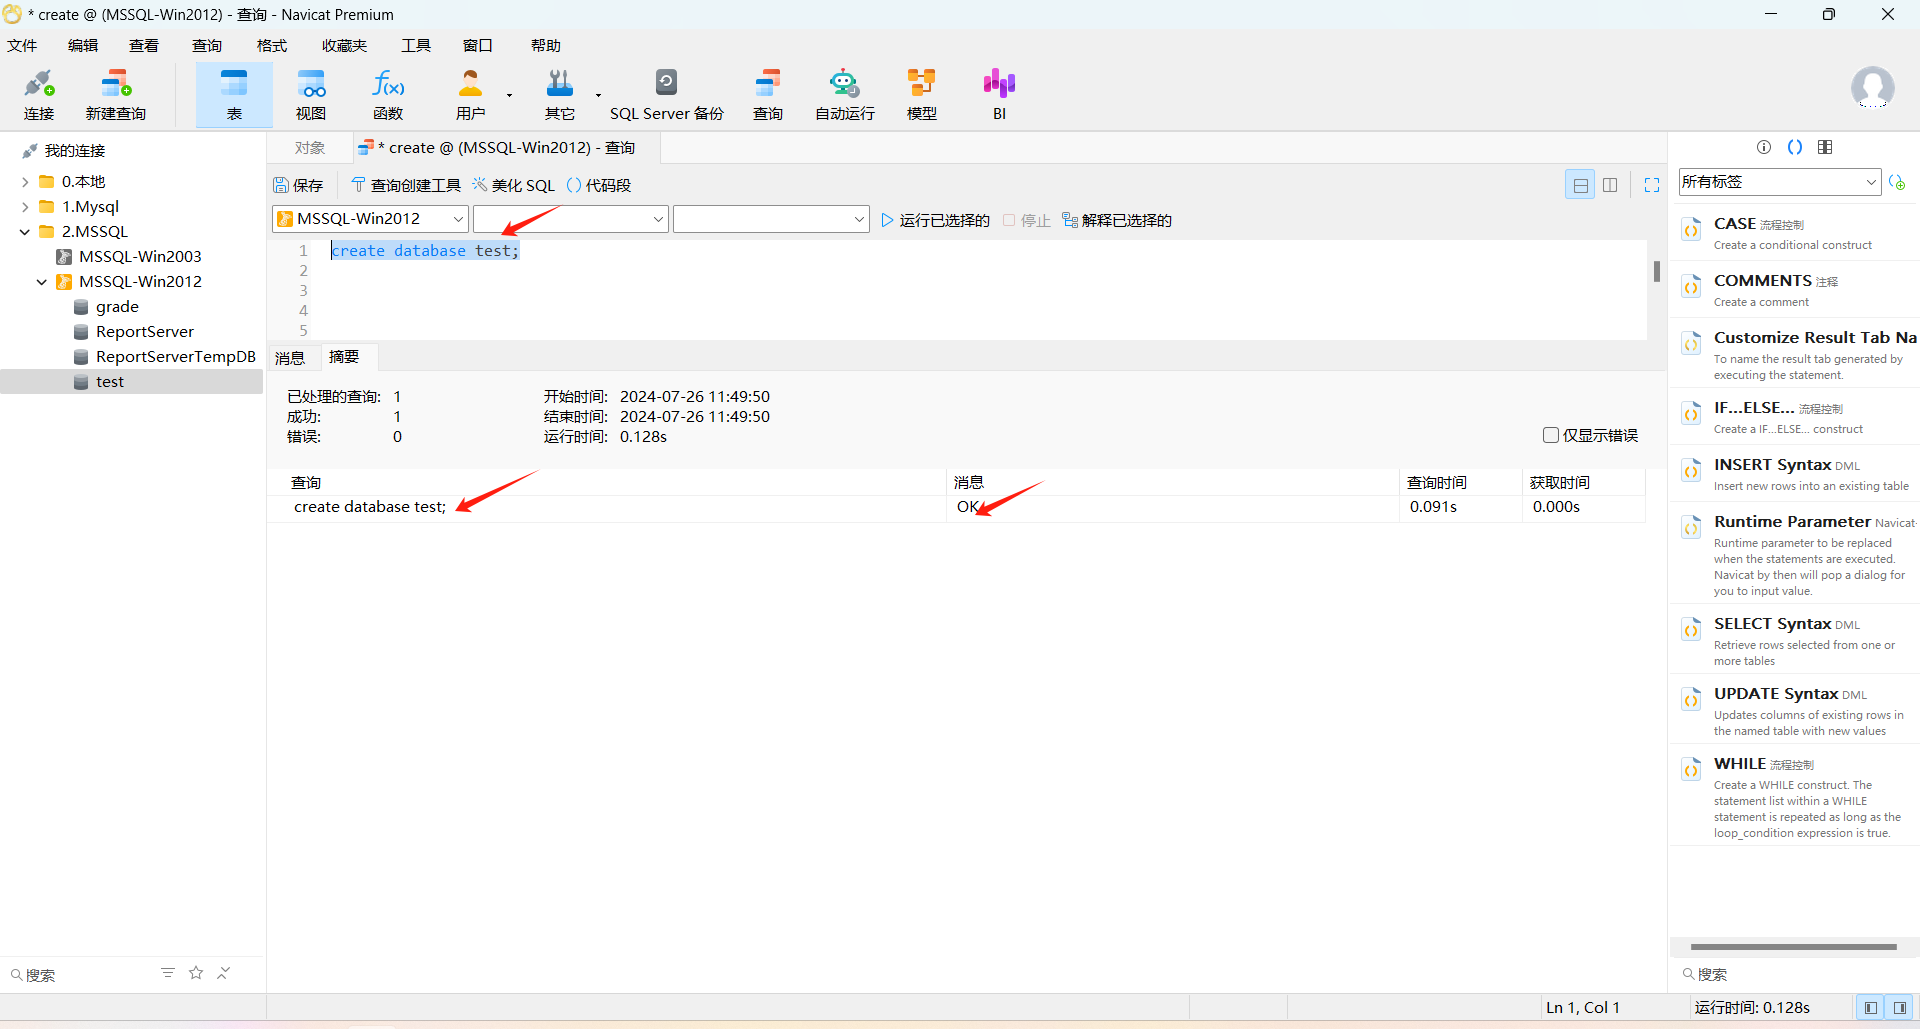 * create @ (MSSQL-Win2012) - 查询 - Navicat Premium
文件 编辑 查看 查询 格式 收藏夹 工具 窗口 帮助
连接 新建查询 表 视图 函数 用户 其它 SQL Server 备份 查询 自动运行 模型 BI
我的连接
0.本地
1.Mysql
2.MSSQL
MSSQL-Win2003
MSSQL-Win2012
grade
ReportServer
ReportServerTempDB
test
搜索
对象 * create @ (MSSQL-Win2012) - 查询
保存 查询创建工具 美化 SQL () 代码段
MSSQL-Win2012 运行已选择的 停止 解释已选择的
1 create database test;
2
3
4
5
消息 摘要
已处理的查询: 1 开始时间: 2024-07-26 11:49:50
成功: 1 结束时间: 2024-07-26 11:49:50
错误: 0 运行时间: 0.128s
仅显示错误
查询 消息 查询时间 获取时间
create database test; OK 0.091s 0.000s
所有标签
CASE 流程控制
Create a conditional construct
COMMENTS 注释
Create a comment
Customize Result Tab Na
To name the result tab generated by
executing the statement.
IF...ELSE... 流程控制
Create a IF...ELSE... construct
INSERT Syntax DML
Insert new rows into an existing table
Runtime Parameter Navicat
Runtime parameter to be replaced
when the statements are executed.
Navicat by then will pop a dialog for
you to input value.
SELECT Syntax DML
Retrieve rows selected from one or
more tables
UPDATE Syntax DML
Updates columns of existing rows in
the named table with new values
WHILE 流程控制
Create a WHILE construct. The
statement list within a WHILE
statement is repeated as long as the
loop_condition expression is true.
搜索
Ln 1, Col 1 运行时间: 0.128s